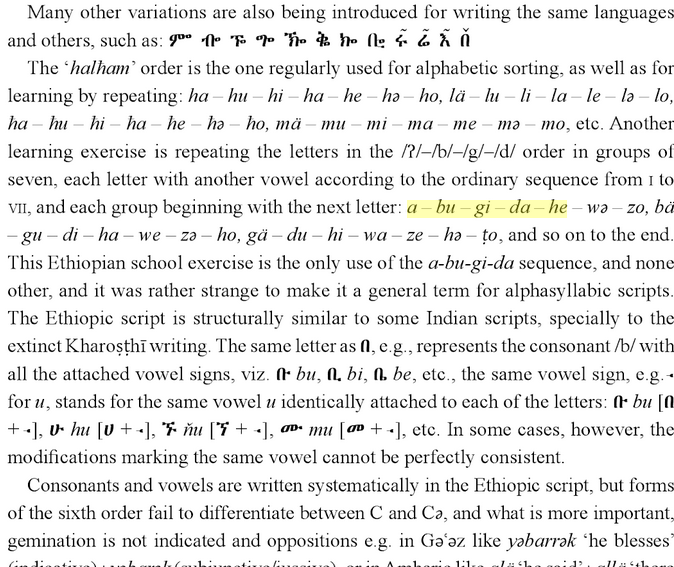 Many other variations are also being introduced for writing the same languages
and others, such as:
The ‘halḥam’ order is the one regularly used for alphabetic sorting, as well as for
learning by repeating: ha – hu – hi – ha – he – hə – ho, lä – lu – li – la – le – lə – lo,
ḥa – ḥu – ḥi – ḥa – ḥe – ḥə – ḥo, mä – mu – mi – ma – me – mə – mo, etc. Another
learning exercise is repeating the letters in the /ʔ/–/b/–/g/–/d/ order in groups of
seven, each letter with another vowel according to the ordinary sequence from I to
VII, and each group beginning with the next letter: a – bu – gi – da – he – wə – zo, bä
– gu – di – ha – we – zə – ḥo, gä – du – hi – wa – ze – ḥə – ṭo, and so on to the end.
This Ethiopian school exercise is the only use of the a-bu-gi-da sequence, and none
other, and it was rather strange to make it a general term for alphasyllabic scripts.
The Ethiopic script is structurally similar to some Indian scripts, specially to the
extinct Kharoṣṭhī writing. The same letter as በ, e.g., represents the consonant /b/ with
all the attached vowel signs, viz. ቡ bu, ቢ bi, ቤ be, etc., the same vowel sign, e.g.
for u, stands for the same vowel u identically attached to each of the letters: ቡ bu [በ
+ ], ሁ hu [ሀ + ], ኙ ňu [ኘ + ], ሙ mu [መ + ], etc. In some cases, however, the
modifications marking the same vowel cannot be perfectly consistent.
Consonants and vowels are written systematically in the Ethiopic script, but forms
of the sixth order fail to differentiate between C and Cə, and what is more important,
gemination is not indicated and oppositions e.g. in Gəʿəz like yəbarrək ‘he blesses’